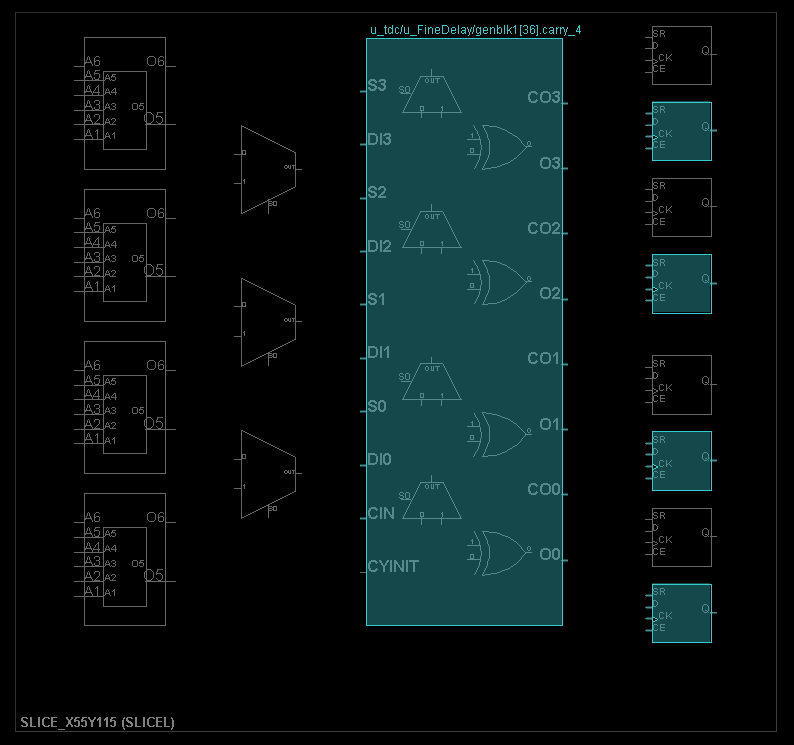 u_tdc/u_FineDelay/genblk1[36].carry_4
A6
O6
A5
A5
A4
A4
A3
A3
O5
O5
A2
A2
A1
A1
A6
O6
A5
A5
A4
A4
A3
A3
O5
O5
A2
A2
A1
A1
A6
O6
A5
A5
A4
A4
A3
A3
O5
O5
A2
A2
A1
A1
A6
O6
A5
A5
A4
A4
A3
A3
O5
O5
A2
A2
A1
A1
0
OUT
1
S0
0
OUT
1
S0
0
OUT
1
S0
S3
DI3
S2
DI2
S1
DI1
S0
DI0
CIN
CYINIT
OUT
S0
0 1
1
0
O
OUT
S0
0 1
1
0
O
OUT
S0
0 1
1
0
O
OUT
S0
0 1
1
0
O
CO3
O3
CO2
O2
CO1
O1
CO0
O0
SR
D
Q
CK
CE
SR
D
Q
CK
CE
SR
D
Q
CK
CE
SR
D
Q
CK
CE
SR
D
Q
CK
CE
SR
D
Q
CK
CE
SR
D
Q
CK
CE
SR
D
Q
CK
CE
SLICE_X55Y115 (SLICEL)